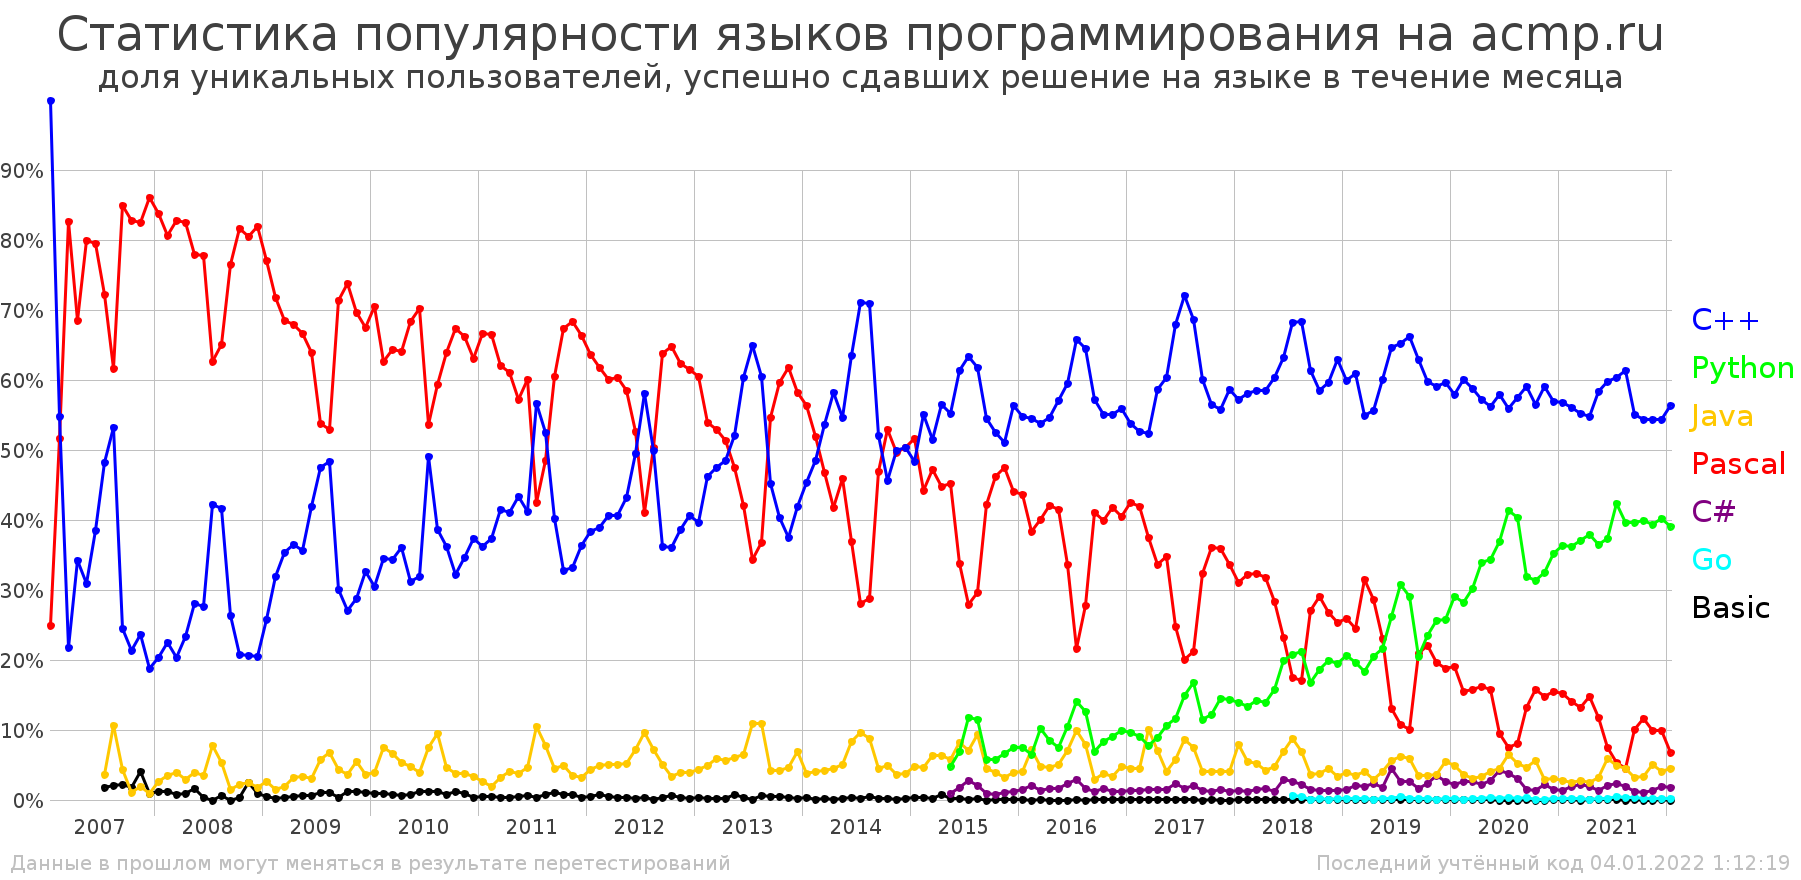 Статистика популярности языков программирования на acmp.ru
доля уникальных пользователей, успешно сдавших решение на языке в течение месяца
90%
80%
70%
60%
50%
40%
30%
20%
10%
0%
C++
Python
Java
Pascal
C#
Go
Basic
2007 2008 2009 2010 2011 2012 2013 2014 2015 2016 2017 2018 2019 2020 2021
Данные в прошлом могут меняться в результате перетестирований
Последний учтённый код 04.01.2022 1:12:19